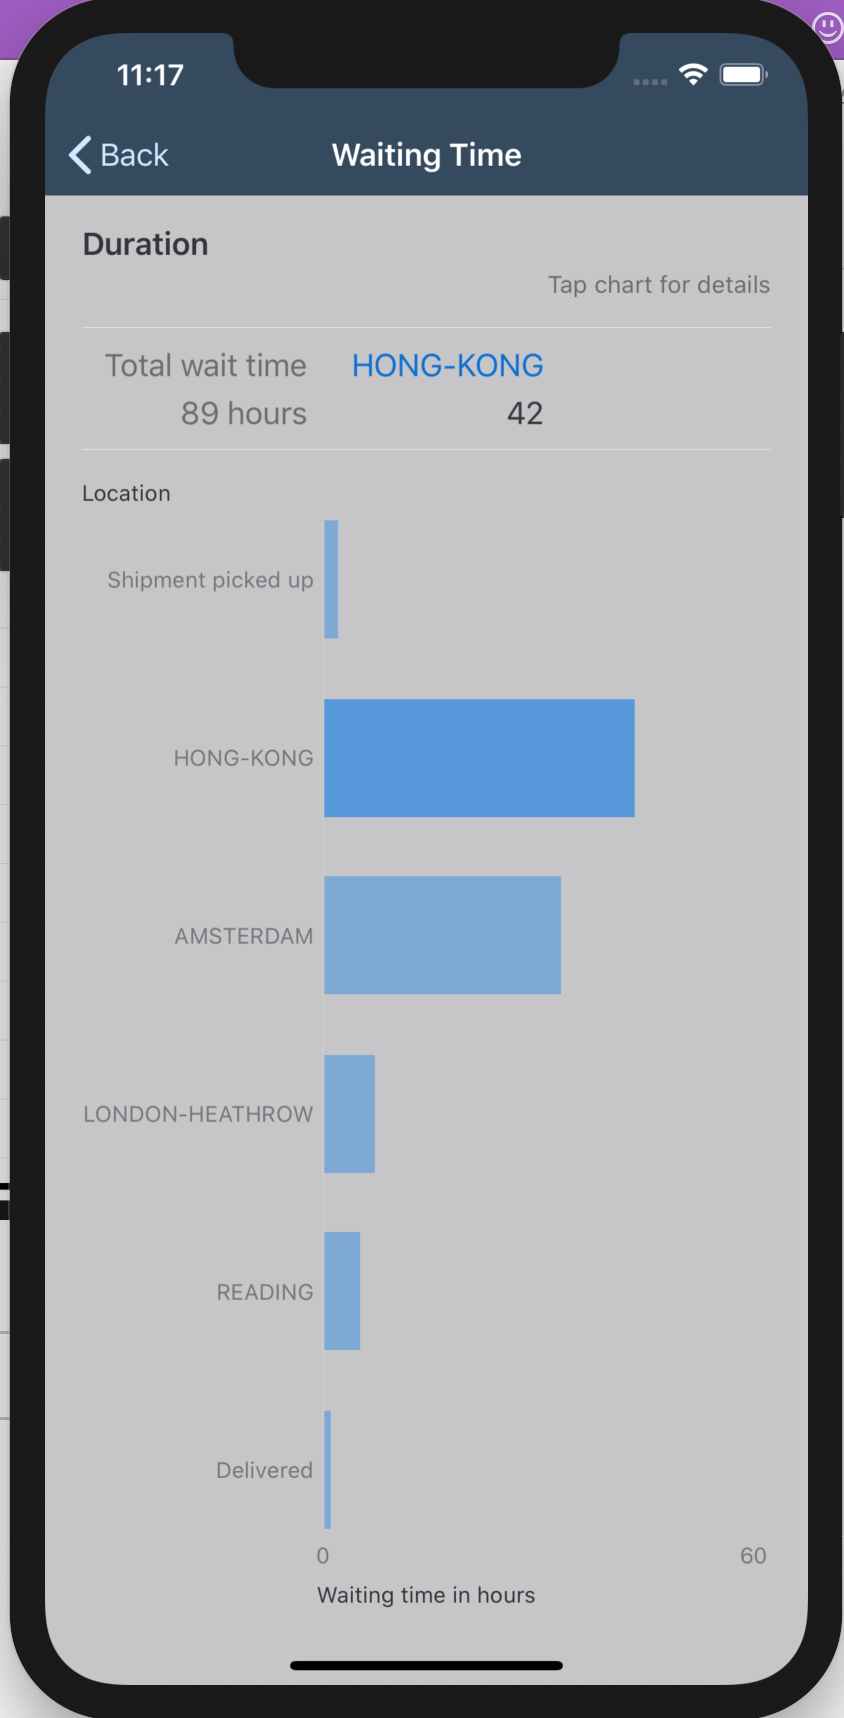 11:17
Back
Waiting Time
Duration
Tap chart for details
Total wait time
HONG-KONG
89 hours
42
Location
Shipment picked up
HONG-KONG
AMSTERDAM
LONDON-HEATHROW
READING
Delivered
0
60
Waiting time in hours